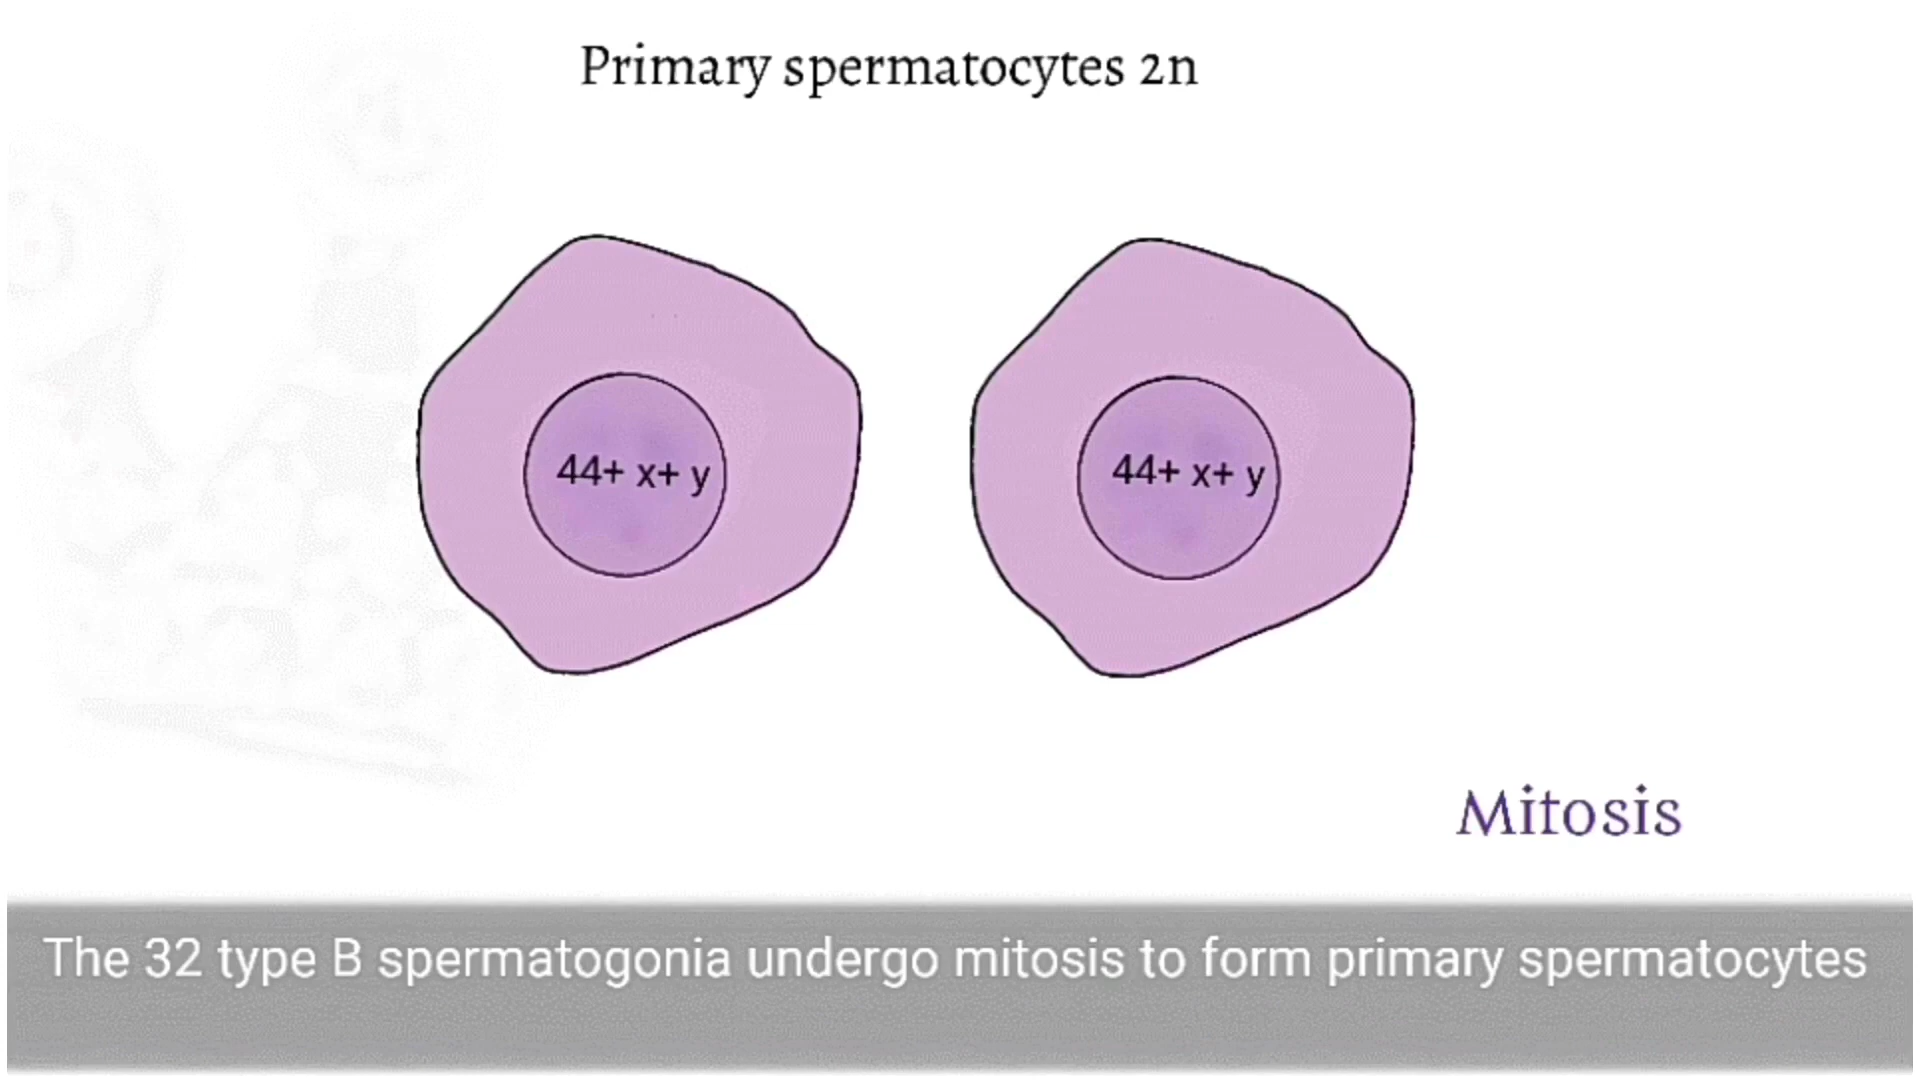 Primary spermatocytes 2n
44+ x+ y
44+ x+ y
Mitosis
The 32 type B spermatogonia undergo mitosis to form primary spermatocytes